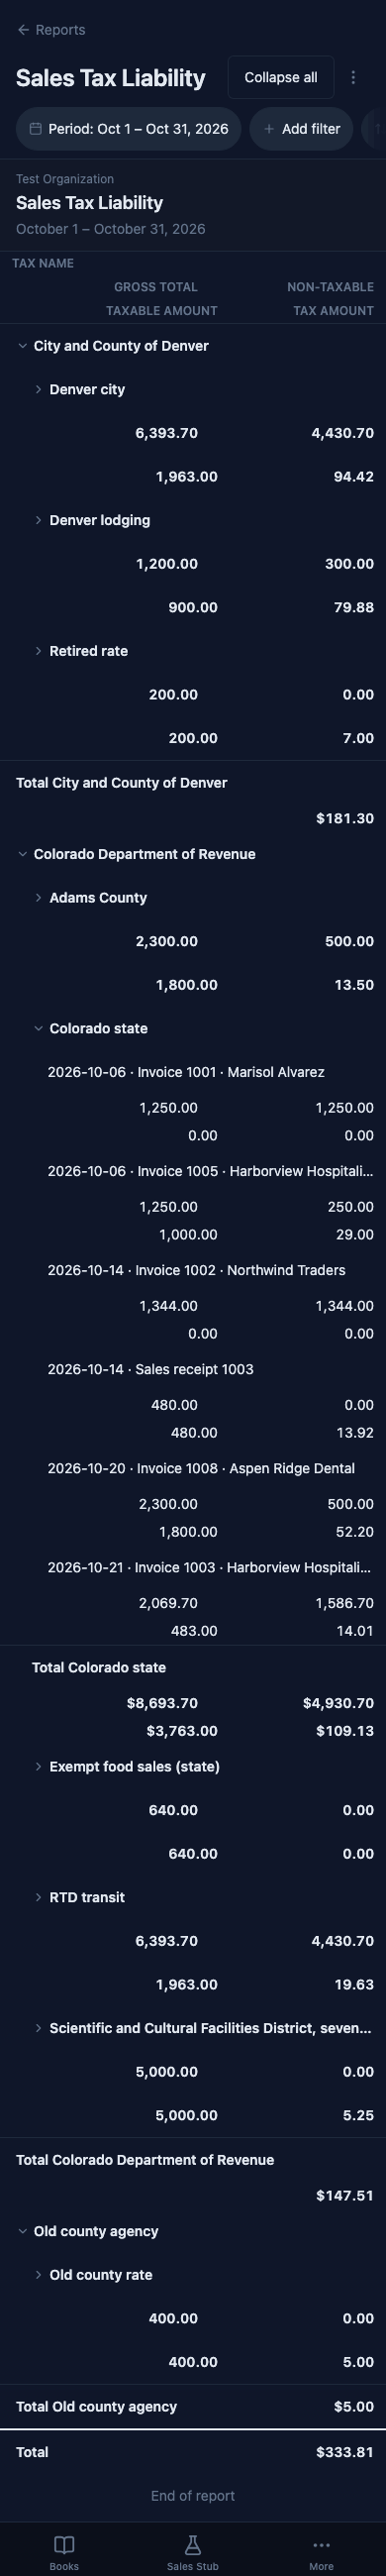 Reports
Sales Tax Liability
Collapse all
Period: Oct 1 – Oct 31, 2026
Add filter
Test Organization
Sales Tax Liability
October 1 – October 31, 2026
TAX NAME
GROSS TOTAL NON-TAXABLE
TAXABLE AMOUNT TAX AMOUNT
City and County of Denver
Denver city
6,393.70 4,430.70
1,963.00 94.42
Denver lodging
1,200.00 300.00
900.00 79.88
Retired rate
200.00 0.00
200.00 7.00
Total City and County of Denver
$181.30
Colorado Department of Revenue
Adams County
2,300.00 500.00
1,800.00 13.50
Colorado state
2026-10-06 · Invoice 1001 · Marisol Alvarez
1,250.00 1,250.00
0.00 0.00
2026-10-06 · Invoice 1005 · Harborview Hospitali...
1,250.00 250.00
1,000.00 29.00
2026-10-14 · Invoice 1002 · Northwind Traders
1,344.00 1,344.00
0.00 0.00
2026-10-14 · Sales receipt 1003
480.00 0.00
480.00 13.92
2026-10-20 · Invoice 1008 · Aspen Ridge Dental
2,300.00 500.00
1,800.00 52.20
2026-10-21 · Invoice 1003 · Harborview Hospitali...
2,069.70 1,586.70
483.00 14.01
Total Colorado state
$8,693.70 $4,930.70
$3,763.00 $109.13
Exempt food sales (state)
640.00 0.00
640.00 0.00
RTD transit
6,393.70 4,430.70
1,963.00 19.63
Scientific and Cultural Facilities District, seven...
5,000.00 0.00
5,000.00 5.25
Total Colorado Department of Revenue
$147.51
Old county agency
Old county rate
400.00 0.00
400.00 5.00
Total Old county agency $5.00
Total $333.81
End of report
Books Sales Stub More